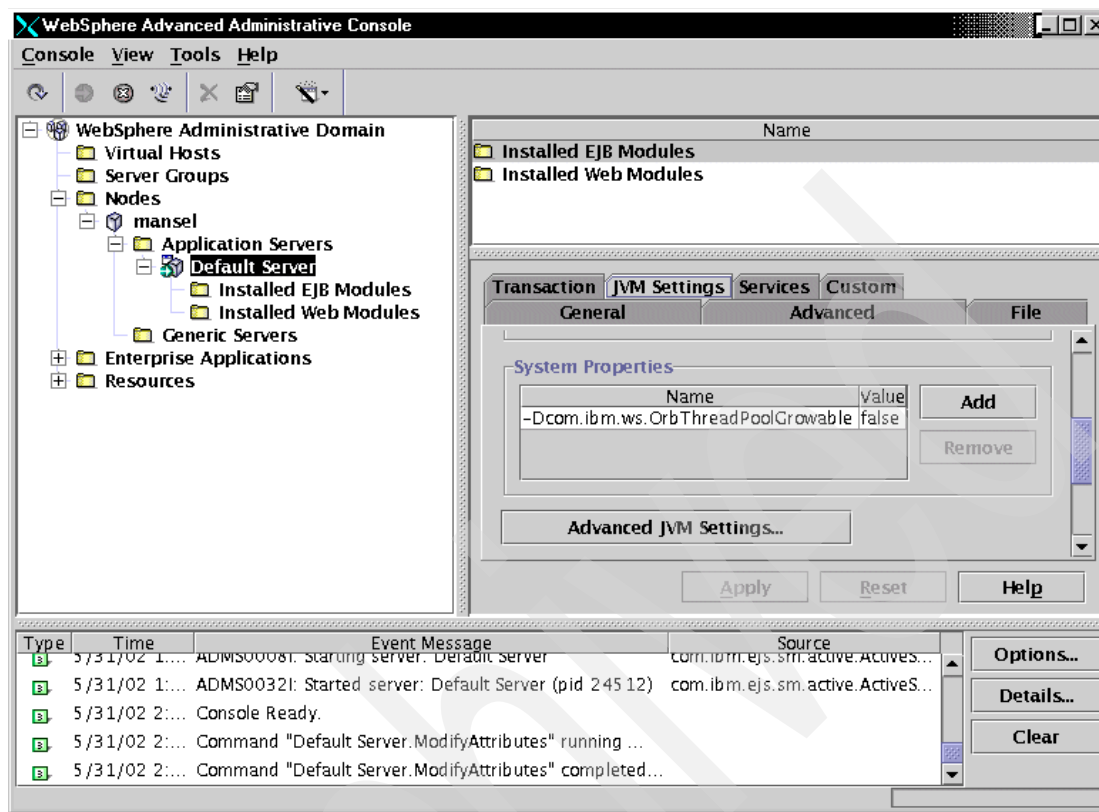 WebSphere Advanced Administrative Console
Console View Tools Help
WebSphere Administrative Domain
Virtual Hosts
Server Groups
Nodes
mansel
Application Servers
Default Server
Installed EJB Modules
Installed Web Modules
Generic Servers
Enterprise Applications
Resources
Name
Installed EJB Modules
Installed Web Modules
Transaction JVM Settings Services Custom
General Advanced File
System Properties
Name Value
-Dcom.ibm.ws.OrbThreadPoolGrowable false
Add
Remove
Advanced JVM Settings...
Apply Reset Help
Type Time Event Message Source
5/31/02 1.... ADMS0008I: Starting server: Default Server com.ibm.ejs.sm.active.ActiveS...
5/31/02 1:... ADMS0032I: Started server: Default Server (pid 24512) com.ibm.ejs.sm.active.ActiveS...
5/31/02 2:... Console Ready.
5/31/02 2:... Command "Default Server.ModifyAttributes" running ...
5/31/02 2:... Command "Default Server.ModifyAttributes" completed...
Options...
Details...
Clear